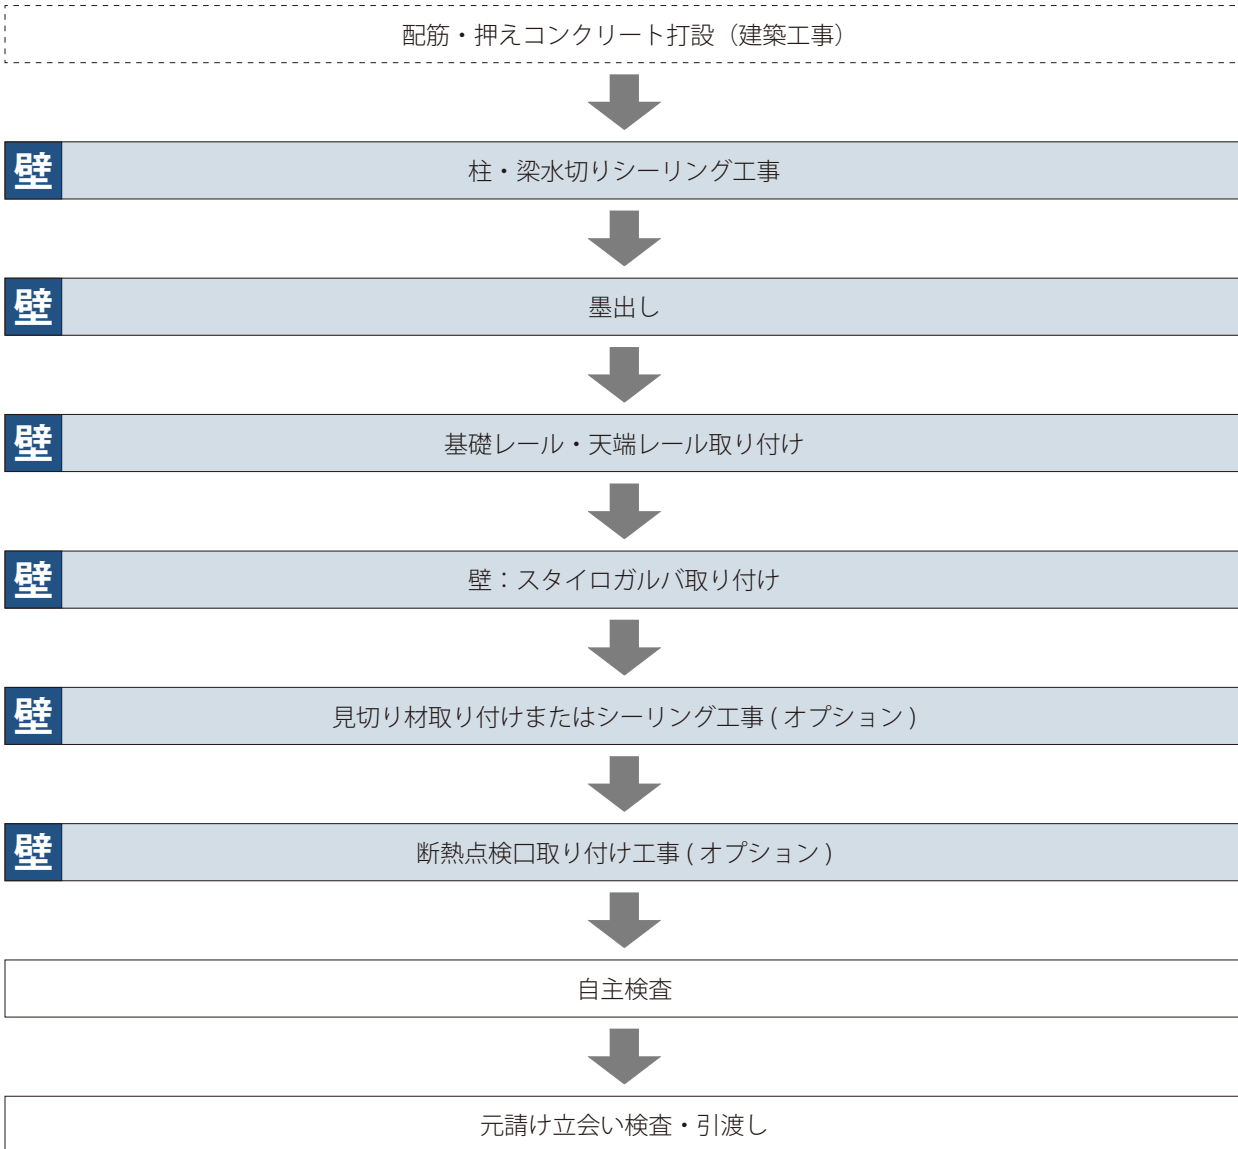 配筋・押えコンクリート打設（建築工事）
壁
柱・梁水切りシーリング工事
壁
墨出し
壁
基礎レール・天端レール取り付け
壁
壁：スタイロガルバ取り付け
壁
見切り材取り付けまたはシーリング工事 ( オプション )
壁
断熱点検口取り付け工事 ( オプション )
自主検査
元請け立会い検査・引渡し